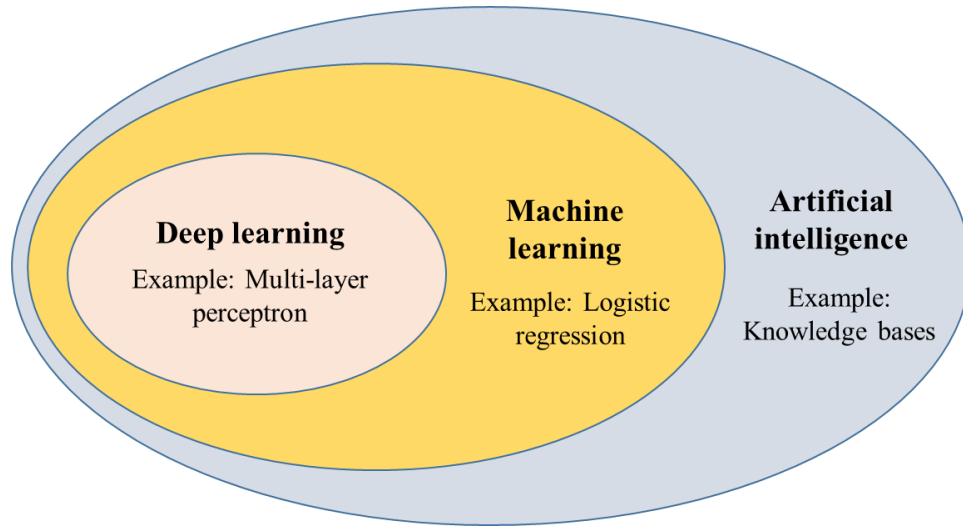 Deep learning
Example: Multi-layer
perceptron
Machine
learning
Example: Logistic
regression
Artificial
intelligence
Example:
Knowledge bases